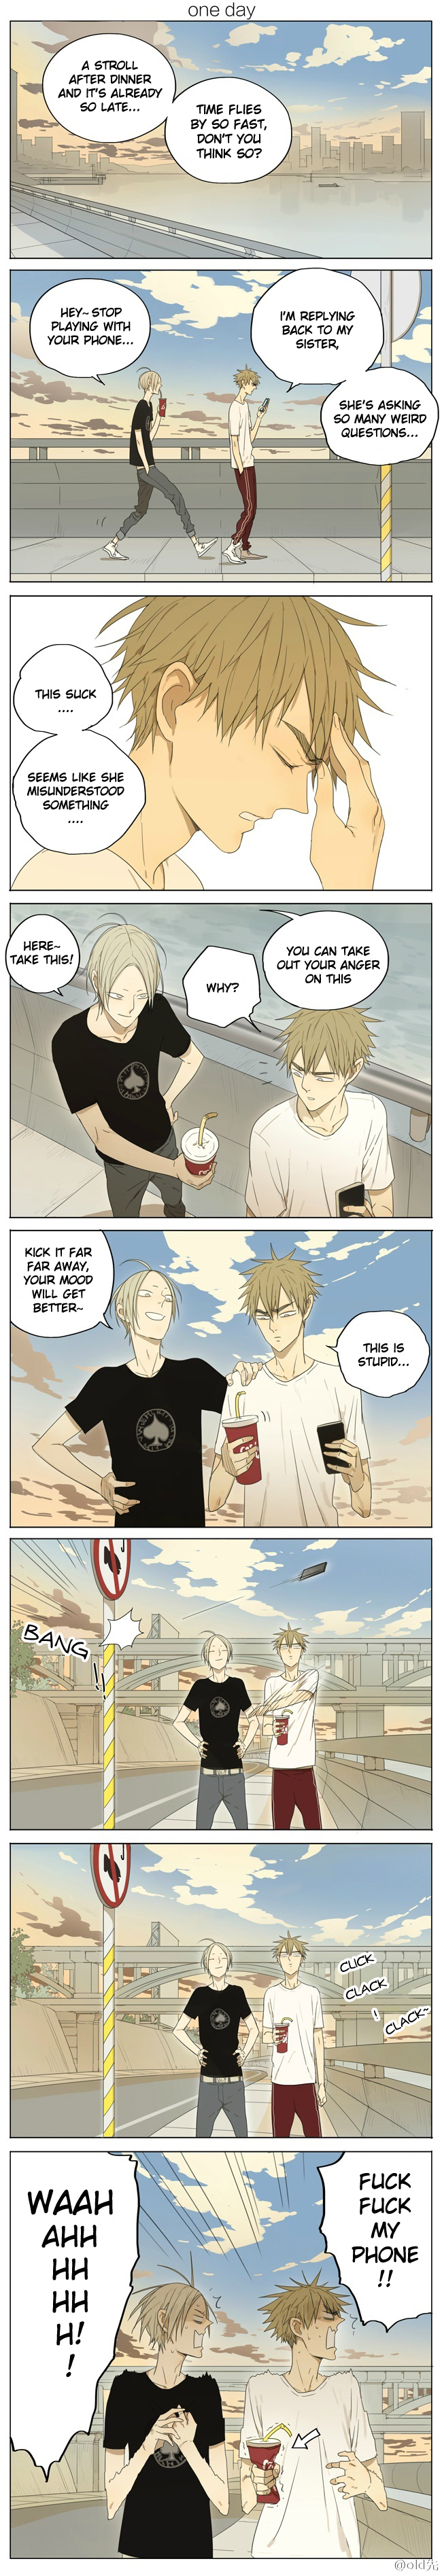 one day
A STROLL
AFTER DINNER
AND IT'S ALREADY
SO LATE...
TIME FLIES
BY SO FAST,
DON'T YOU
THINK SO?
HEY~ STOP
PLAYING WITH
YOUR PHONE...
I'M REPLYING
BACK TO MY
SISTER,
SHE'S ASKING
SO MANY WEIRD
QUESTIONS...
THIS SUCK
....
SEEMS LIKE SHE
MISUNDERSTOOD
SOMETHING
....
HERE~
TAKE THIS!
WHY?
YOU CAN TAKE
OUT YOUR ANGER
ON THIS
KICK IT FAR
FAR AWAY,
YOUR MOOD
WILL GET
BETTER~
THIS IS
STUPID...
BANG
!!
CLICK
CLACK
!
CLACK~
WAAH
AHH
HH
HH
H!
!
FUCK
FUCK
MY
PHONE
!!
@old先